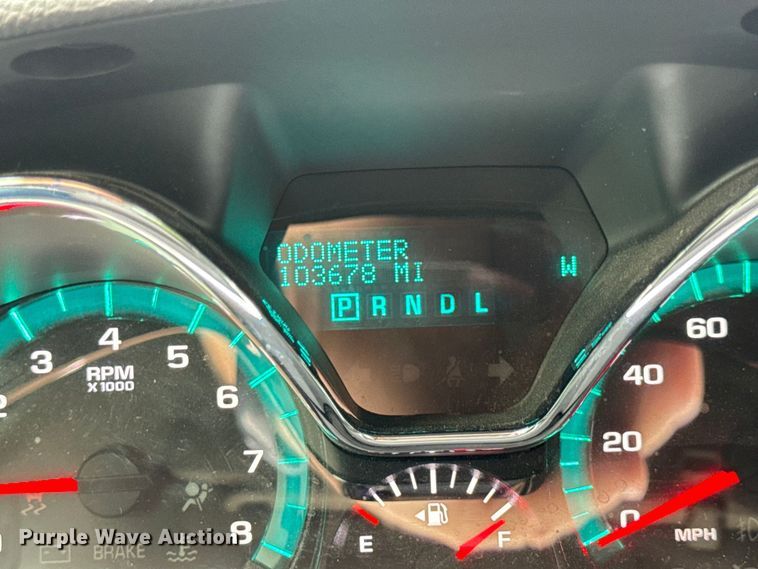 ODOMETER
103678 MI
W
P R N D L
2 3 4 5 6 7 8
RPM
X1000
0 20 40 60
MPH
E F
BRAKE
Purple Wave Auction